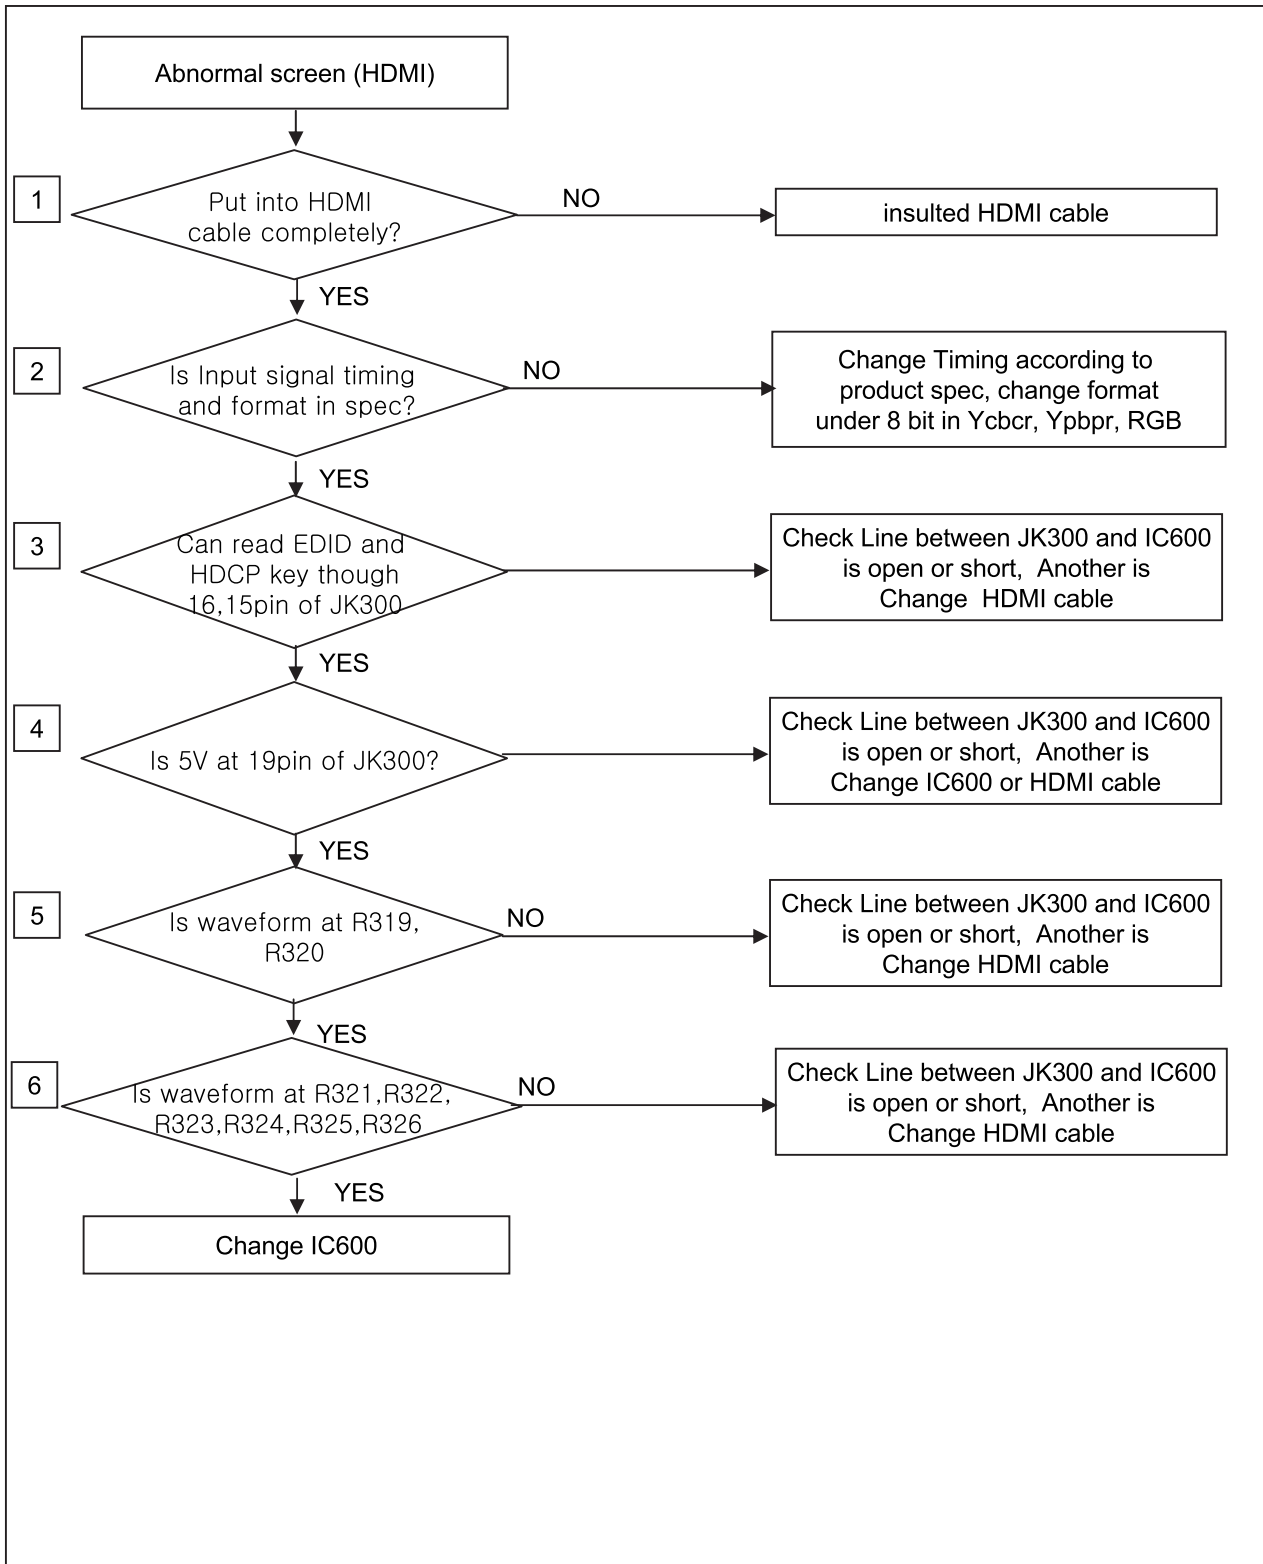 Abnormal screen (HDMI)
1
Put into HDMI
cable completely?
NO
insulted HDMI cable
YES
2
Is Input signal timing
and format in spec?
NO
Change Timing according to
product spec, change format
under 8 bit in Ycbcr, Ypbpr, RGB
YES
3
Can read EDID and
HDCP key though
16,15pin of JK300
Check Line between JK300 and IC600
is open or short, Another is
Change HDMI cable
YES
4
Is 5V at 19pin of JK300?
Check Line between JK300 and IC600
is open or short, Another is
Change IC600 or HDMI cable
YES
5
Is waveform at R319,
R320
NO
Check Line between JK300 and IC600
is open or short, Another is
Change HDMI cable
YES
6
Is waveform at R321,R322,
R323,R324,R325,R326
NO
Check Line between JK300 and IC600
is open or short, Another is
Change HDMI cable
YES
Change IC600